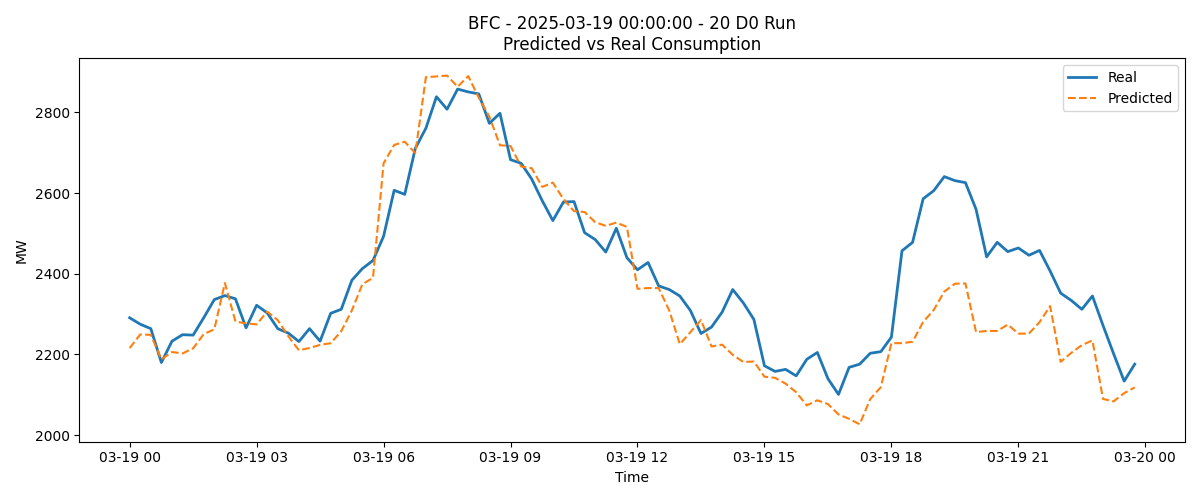 BFC - 2025-03-19 00:00:00 - 20 D0 Run
Predicted vs Real Consumption
Real
Predicted
MW
2800
2600
2400
2200
2000
03-19 00
03-19 03
03-19 06
03-19 09
03-19 12
03-19 15
03-19 18
03-19 21
03-20 00
Time